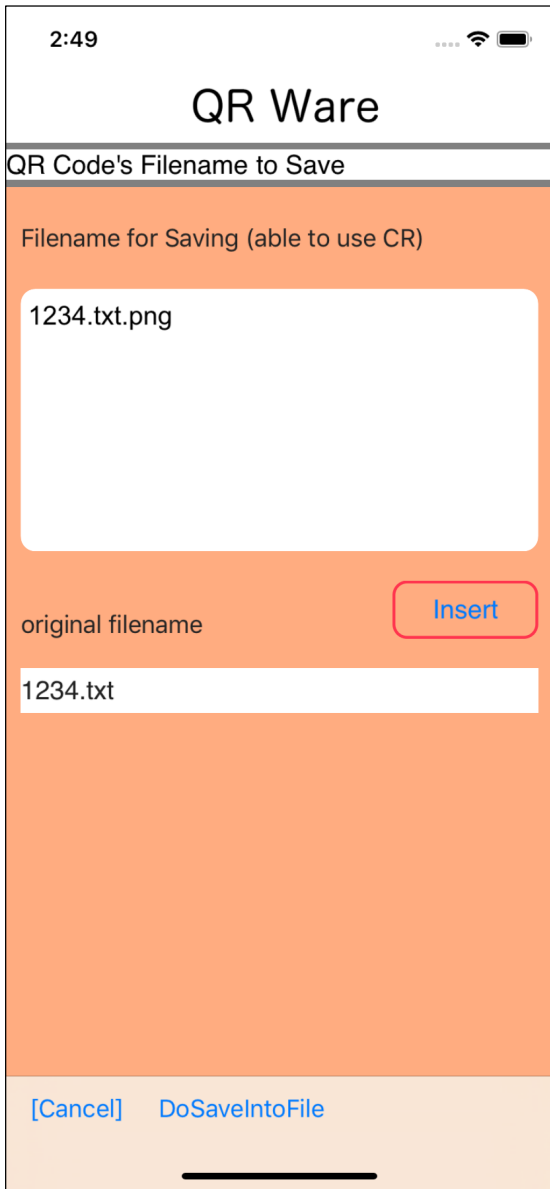 2:49
QR Ware
QR Code's Filename to Save
Filename for Saving (able to use CR)
1234.txt.png
Insert
original filename
1234.txt
[Cancel] DoSaveIntoFile